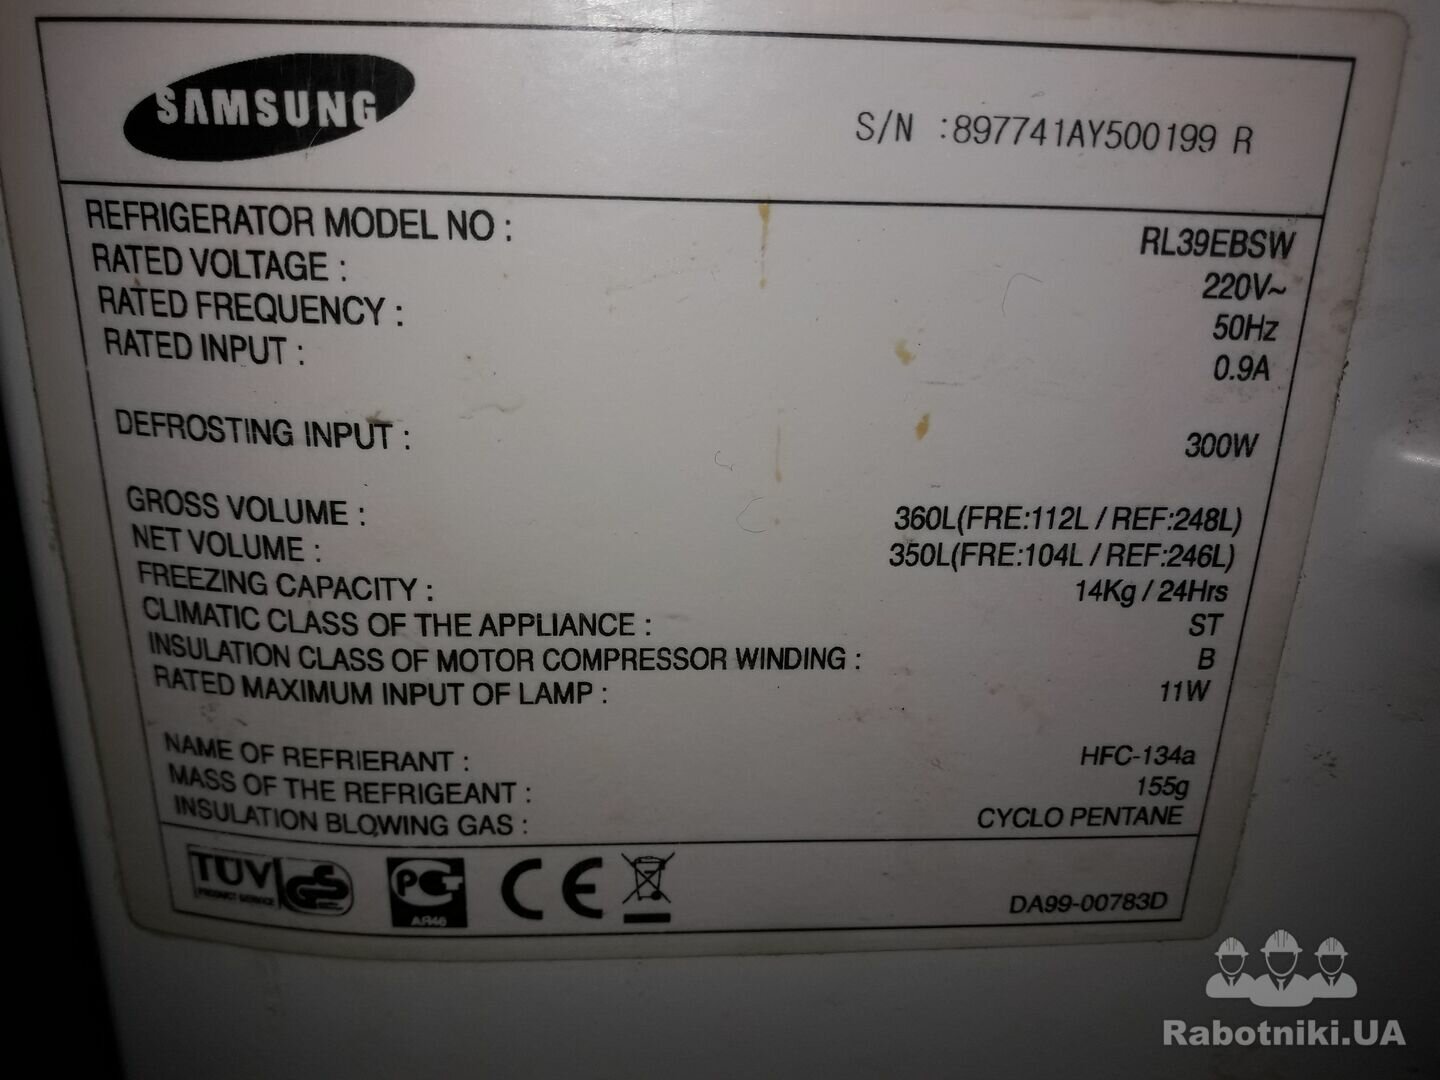 SAMSUNG
S/N :897741AY500199 R
REFRIGERATOR MODEL NO : RL39EBSW
RATED VOLTAGE : 220V~
RATED FREQUENCY : 50Hz
RATED INPUT : 0.9A
DEFROSTING INPUT : 300W
GROSS VOLUME : 360L(FRE:112L / REF:248L)
NET VOLUME : 350L(FRE:104L / REF:246L)
FREEZING CAPACITY : 14Kg / 24Hrs
CLIMATIC CLASS OF THE APPLIANCE : ST
INSULATION CLASS OF MOTOR COMPRESSOR WINDING : B
RATED MAXIMUM INPUT OF LAMP : 11W
NAME OF REFRIERANT : HFC-134a
MASS OF THE REFRIGEANT : 155g
INSULATION BLOWING GAS : CYCLO PENTANE
TÜV GS PCT CE DA99-00783D
PRODUCT SERVICE
АЯ46
Rabotniki.UA